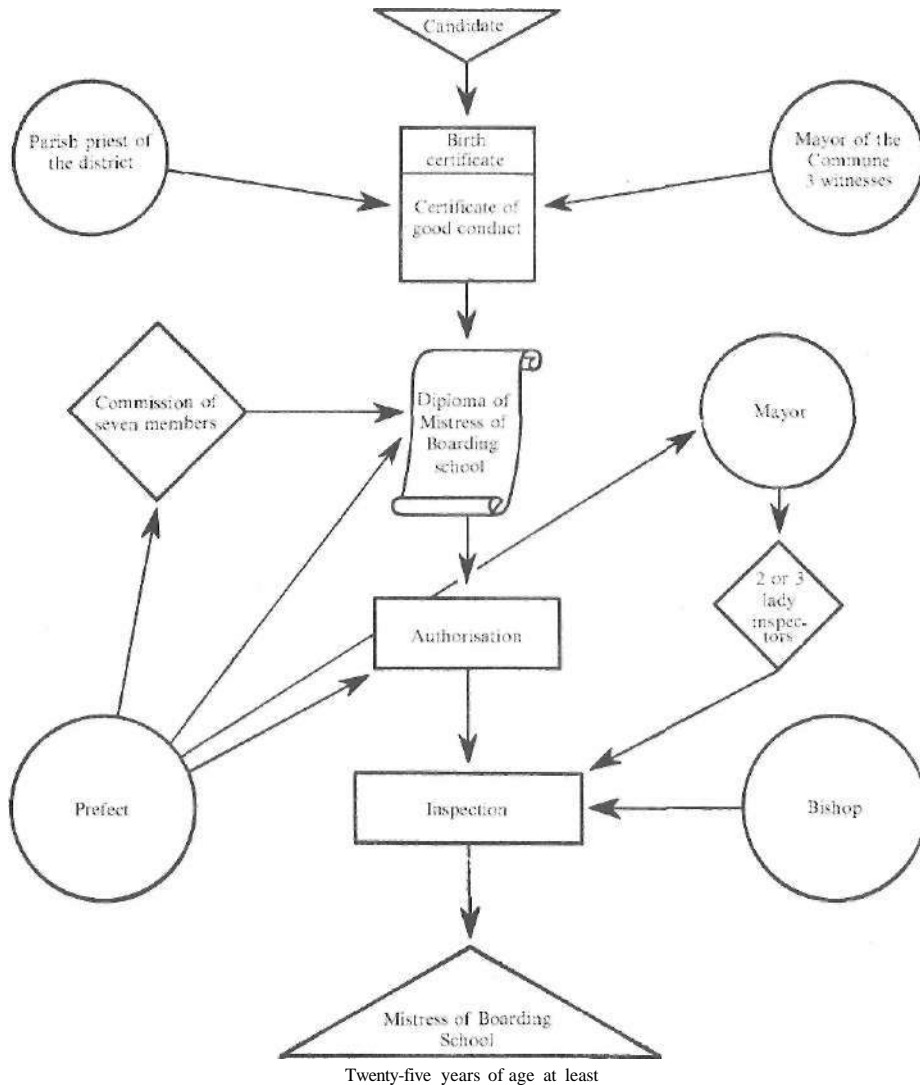 Candidate
Parish priest of
the district
Birth
certificate
Certificate of
good conduct
Mayor of the
Commune
3 witnesses
Commission of
seven members
Diploma of
Mistress of
Boarding
school
Mayor
2 or 3
lady
inspec-
tors
Authorisation
Prefect
Inspection
Bishop
Mistress of Boarding
School
Twenty-five years of age at least